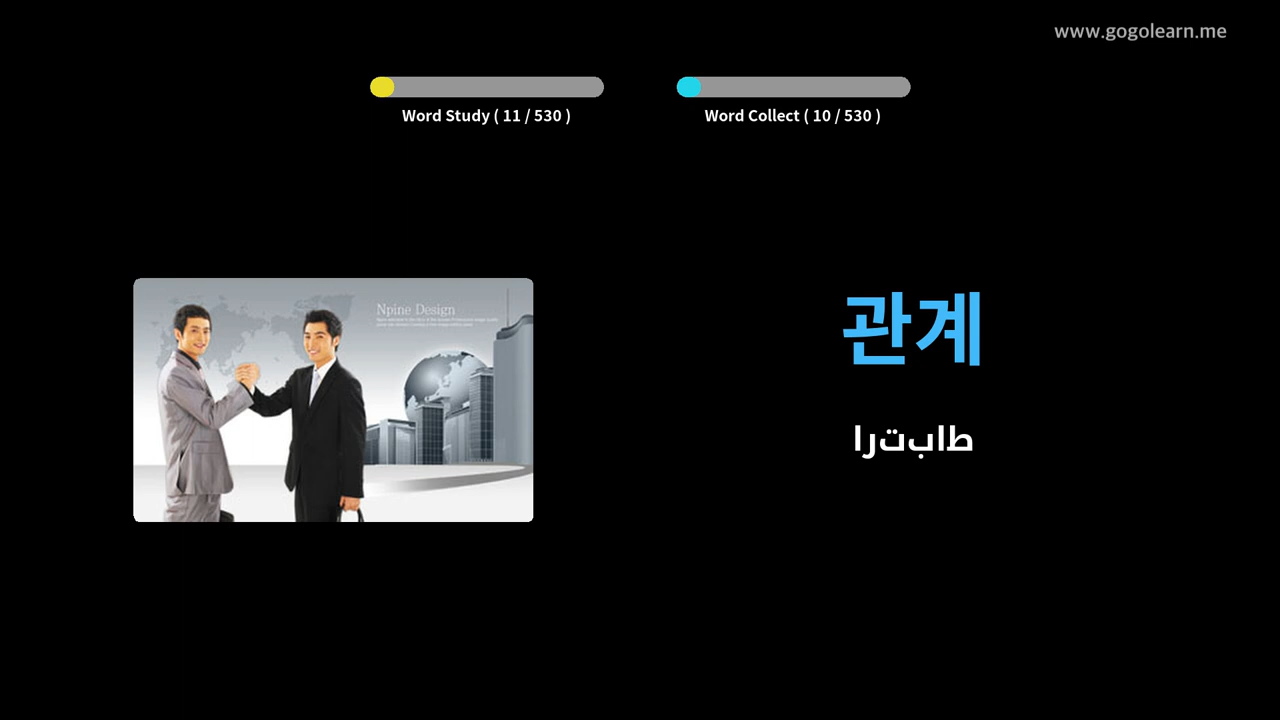 www.gogolearn.me
Word Study ( 11 / 530 )
Word Collect ( 10 / 530 )
Npine Design
관계
طابترا